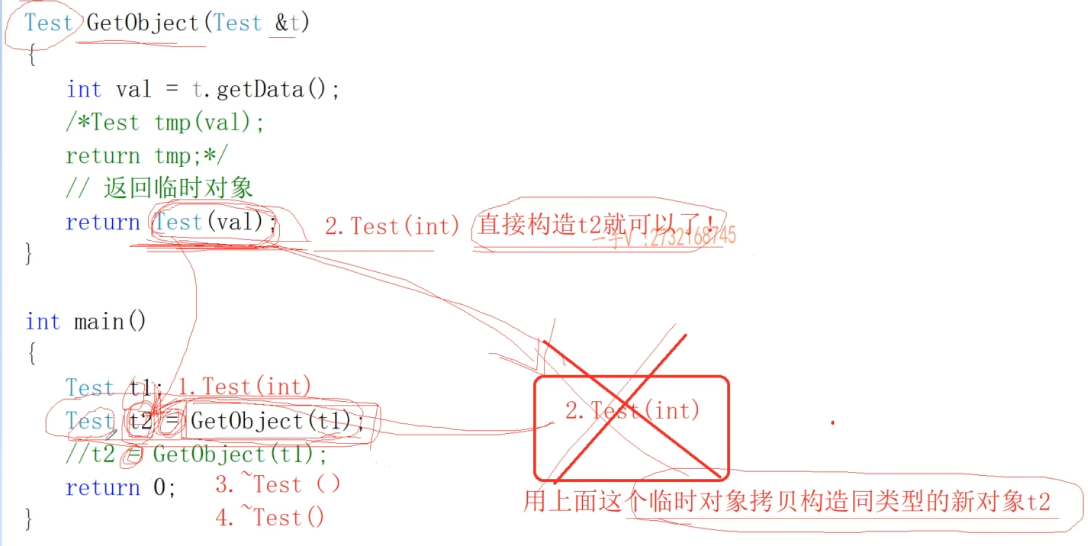 Test GetObject(Test &t)
{
int val = t.getData();
/*Test tmp(val);
return tmp;*/
// 返回临时对象
return Test(val); 2.Test(int) 直接构造t2就可以了!
一手V:2732168745
}
int main()
{
Test t1; 1.Test(int)
Test t2 = GetObject(t1); 2.Test(int)
//t2 = GetObject(t1);
return 0; 3.~Test（）
用上面这个临时对象拷贝构造同类型的新对象t2
} 4.~Test()